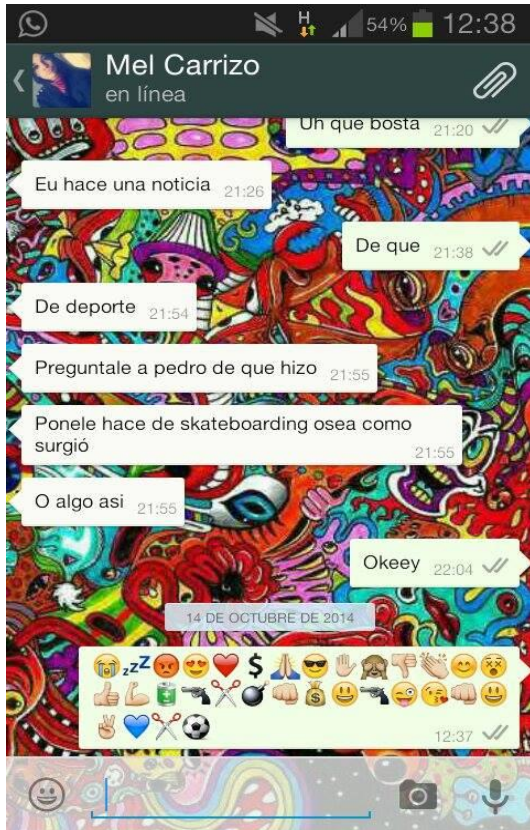 H
54%
12:38
Mel Carrizo
en línea
Uh que bosta 21:20
Eu hace una noticia 21:26
De que 21:38
De deporte 21:54
Preguntale a pedro de que hizo 21:55
Ponele hace de skateboarding osea como
surgió 21:55
O algo asi 21:55
Okeey 22:04
14 DE OCTUBRE DE 2014
😭💤😡😍❤💲🙏😎✋🙈👎👏😊😵
👍💪🔋🔫✂💣👊💰😃🔫😜😘👊😃
✌💙✂⚽
12:37